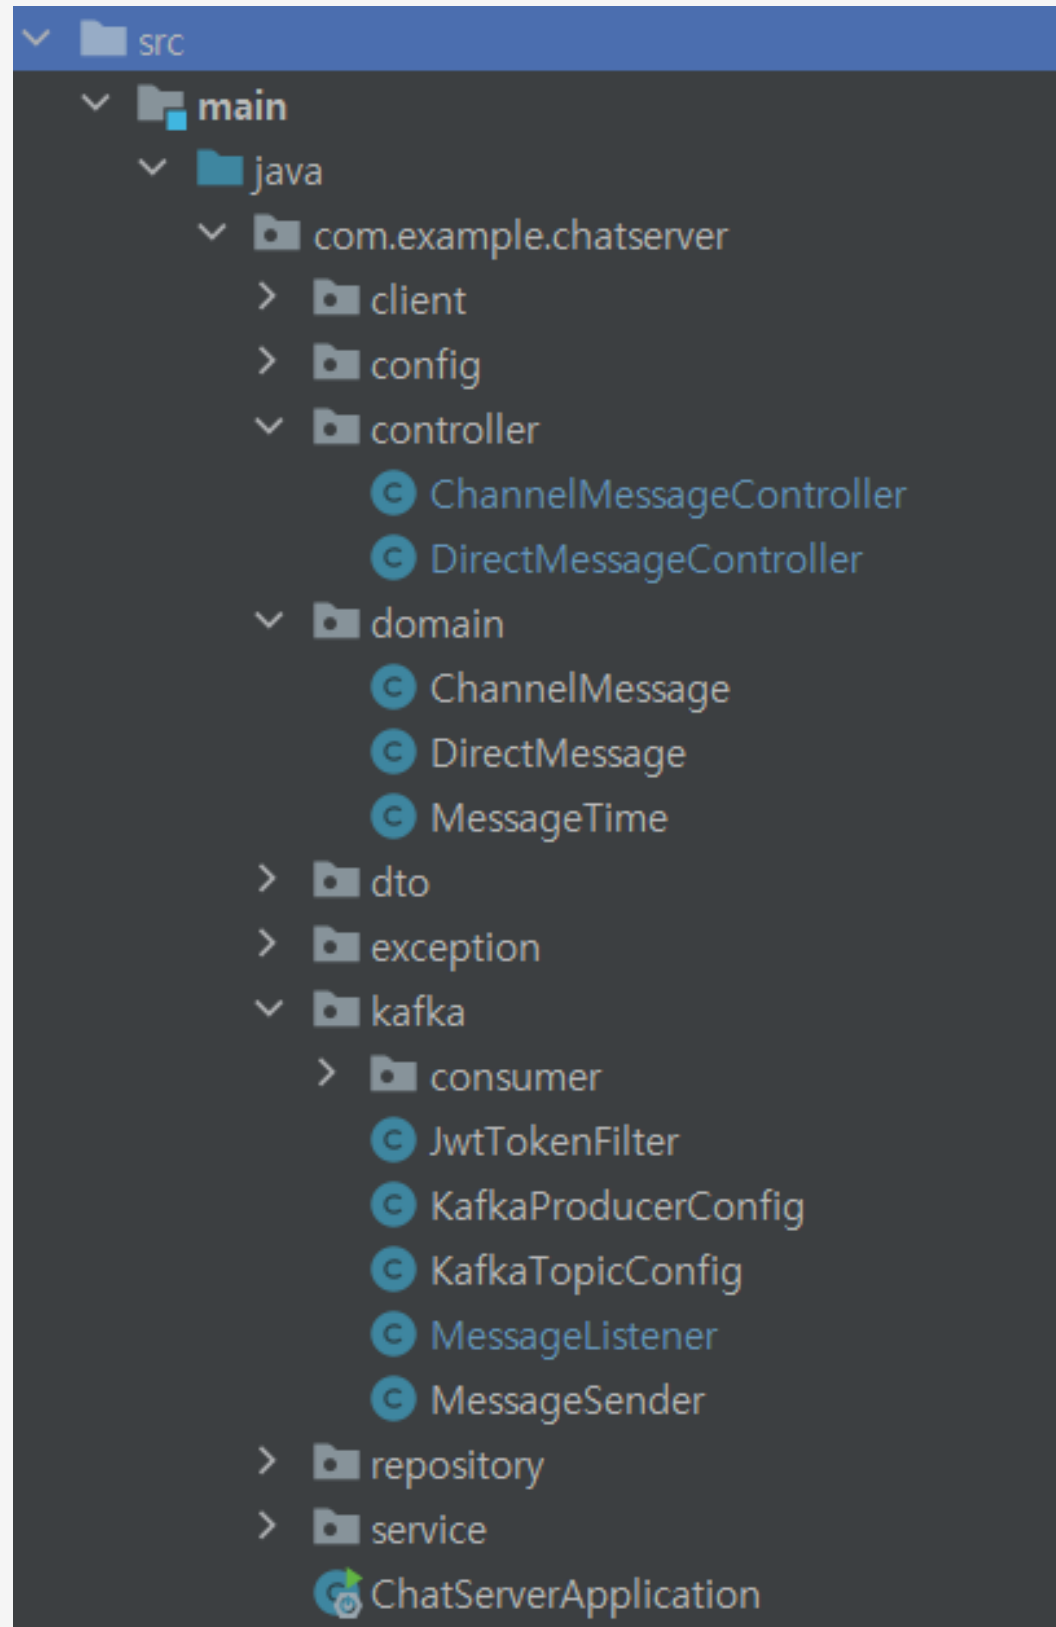 src
main
java
com.example.chatserver
client
config
controller
ChannelMessageController
DirectMessageController
domain
ChannelMessage
DirectMessage
MessageTime
dto
exception
kafka
consumer
JwtTokenFilter
KafkaProducerConfig
KafkaTopicConfig
MessageListener
MessageSender
repository
service
ChatServerApplication